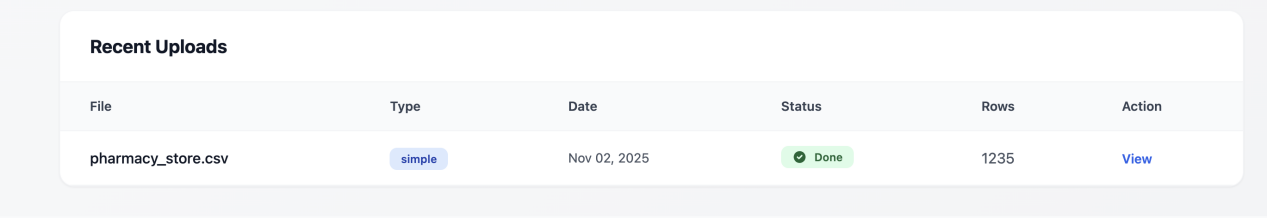 Recent Uploads
File Type Date Status Rows Action
pharmacy_store.csv simple Nov 02, 2025 Done 1235 View